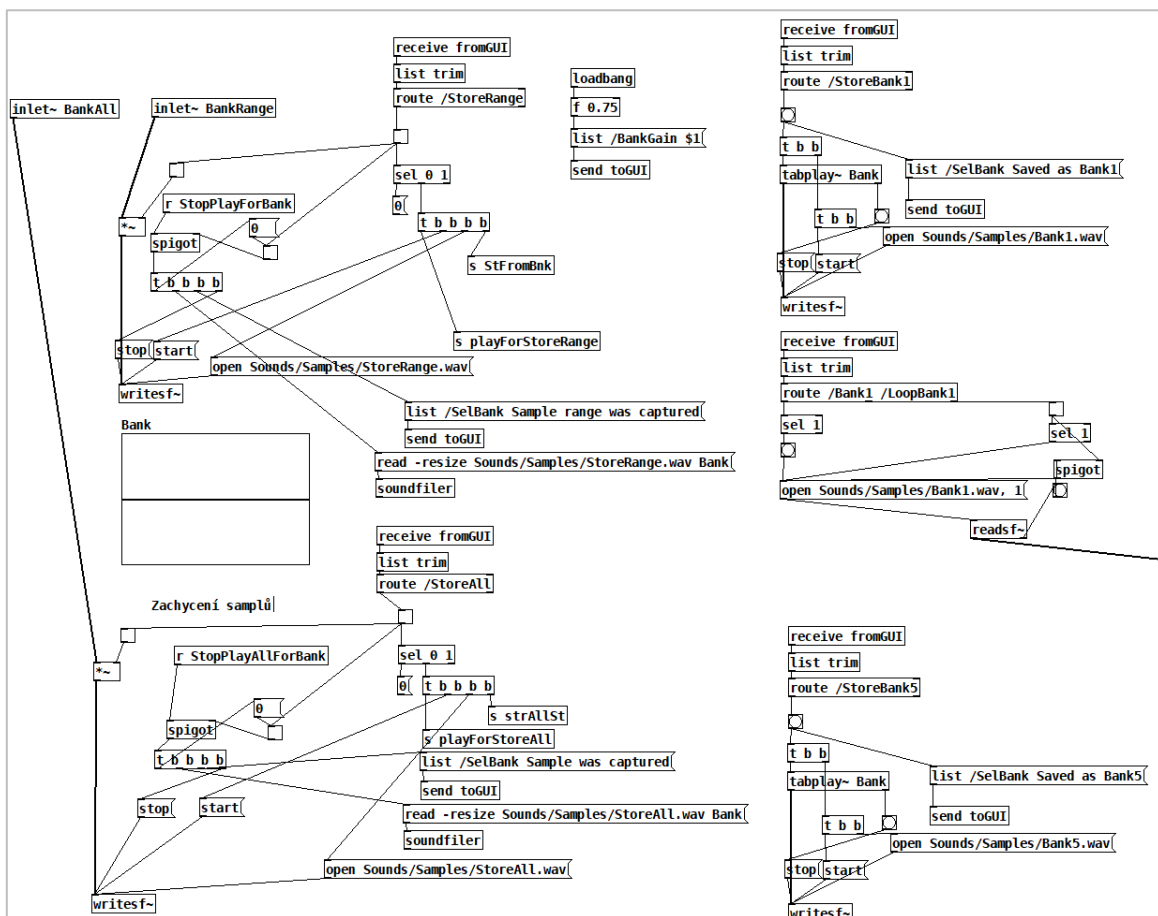 inlet~ BankAll
inlet~ BankRange
receive fromGUI
list trim
route /StoreRange
loadbang
f 0.75
list /BankGain $1
send toGUI
sel 0 1
0
r StopPlayForBank
*~
0
spigot
t b b b b
t b b b b
s StFromBnk
s playForStoreRange
stop
start
open Sounds/Samples/StoreRange.wav
writesf~
list /SelBank Sample range was captured
send toGUI
read -resize Sounds/Samples/StoreRange.wav Bank
soundfiler
Bank
receive fromGUI
list trim
route /StoreAll
Zachycení samplů
*~
r StopPlayAllForBank
sel 0 1
0
t b b b b
0
s strAllSt
spigot
s playForStoreAll
t b b b b
list /SelBank Sample was captured
send toGUI
stop
start
read -resize Sounds/Samples/StoreAll.wav Bank
soundfiler
open Sounds/Samples/StoreAll.wav
writesf~
receive fromGUI
list trim
route /StoreBank1
t b b
tabplay~ Bank
list /SelBank Saved as Bank1
send toGUI
t b b
open Sounds/Samples/Bank1.wav
stop
start
writesf~
receive fromGUI
list trim
route /Bank1 /LoopBank1
sel 1
sel 1
spigot
open Sounds/Samples/Bank1.wav, 1
readsf~
receive fromGUI
list trim
route /StoreBank5
t b b
tabplay~ Bank
list /SelBank Saved as Bank5
send toGUI
t b b
open Sounds/Samples/Bank5.wav
stop
start
writesf~